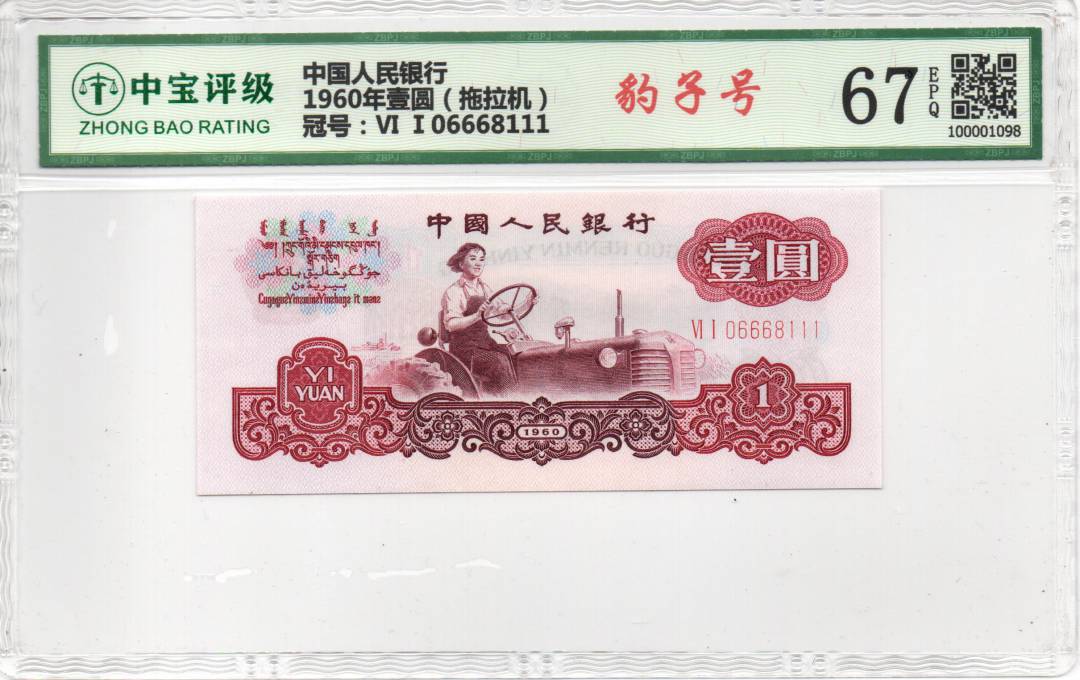 中宝评级
ZHONG BAO RATING
中国人民银行
1960年壹圆（拖拉机）
冠号：Ⅵ Ⅰ 06668111
豹子号
67
EPQ
100001098
中國人民銀行
壹圓
Ⅵ Ⅰ 06668111
YI
YUAN
1960
1